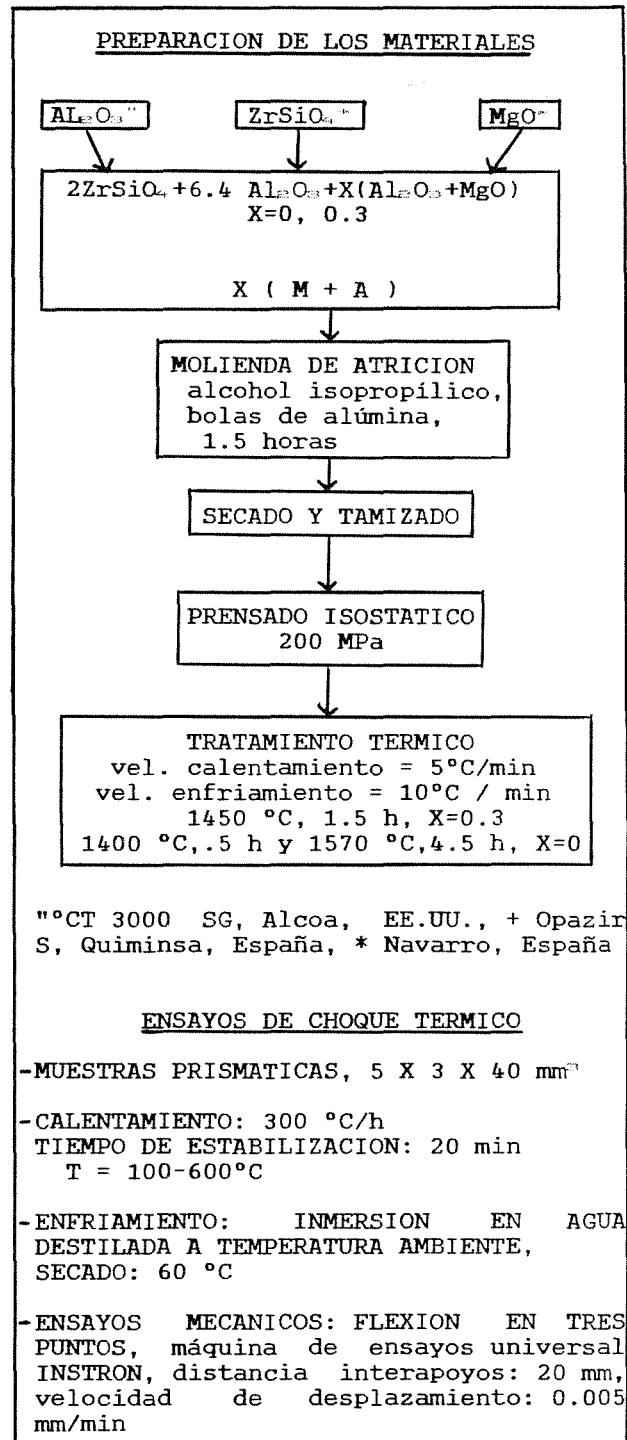 PREPARACION DE LOS MATERIALES
AL₂O₃" ZrSiO₄⁺ MgO*
2ZrSiO₄+6.4 Al₂O₃+X(Al₂O₃+MgO)
X=0, 0.3
X ( M + A )
MOLIENDA DE ATRICION
alcohol isopropílico,
bolas de alúmina,
1.5 horas
SECADO Y TAMIZADO
PRENSADO ISOSTATICO
200 MPa
TRATAMIENTO TERMICO
vel. calentamiento = 5°C/min
vel. enfriamiento = 10°C / min
1450 °C, 1.5 h, X=0.3
1400 °C,.5 h y 1570 °C,4.5 h, X=0
"°CT 3000 SG, Alcoa, EE.UU., + Opazir
S, Quiminsa, España, * Navarro, España
ENSAYOS DE CHOQUE TERMICO
-MUESTRAS PRISMATICAS, 5 X 3 X 40 mm³
-CALENTAMIENTO: 300 °C/h
TIEMPO DE ESTABILIZACION: 20 min
T = 100-600°C
-ENFRIAMIENTO: INMERSION EN AGUA
DESTILADA A TEMPERATURA AMBIENTE,
SECADO: 60 °C
-ENSAYOS MECANICOS: FLEXION EN TRES
PUNTOS, máquina de ensayos universal
INSTRON, distancia interapoyos: 20 mm,
velocidad de desplazamiento: 0.005
mm/min